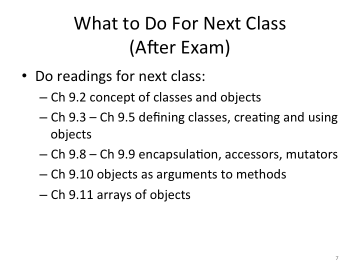 What to Do For Next Class
(After Exam)
• Do readings for next class:
– Ch 9.2 concept of classes and objects
– Ch 9.3 – Ch 9.5 defining classes, creating and using
objects
– Ch 9.8 – Ch 9.9 encapsulation, accessors, mutators
– Ch 9.10 objects as arguments to methods
– Ch 9.11 arrays of objects
7